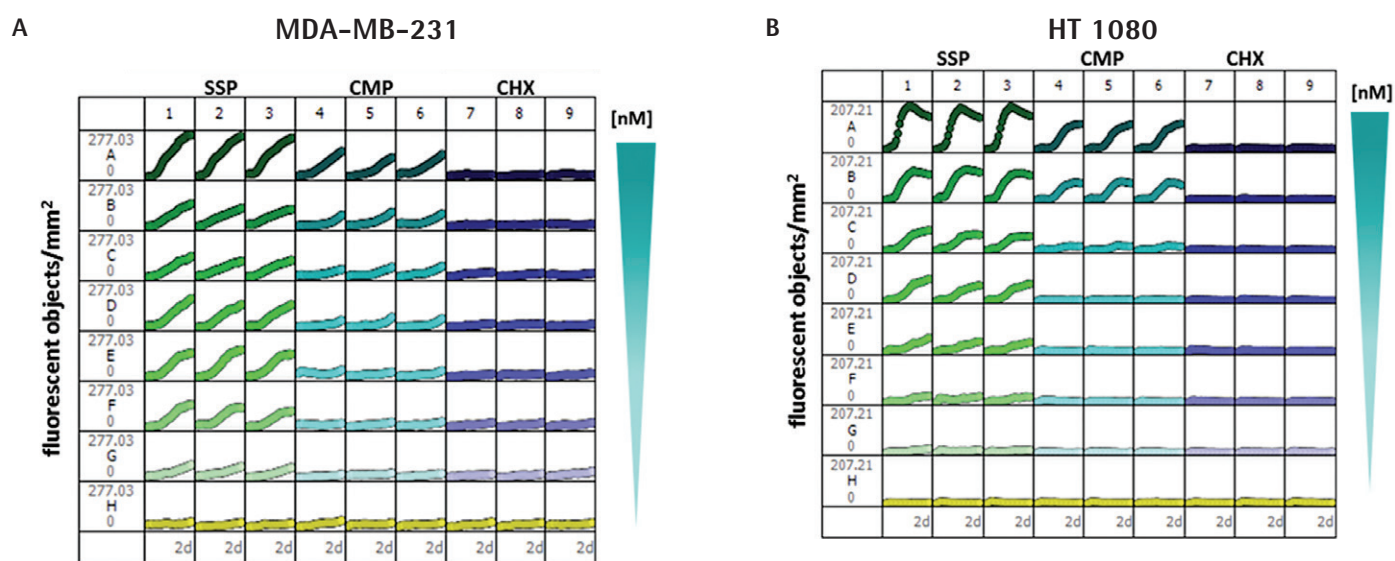 A MDA-MB-231
SSP CMP CHX
1 2 3 4 5 6 7 8 9
[nM]
fluorescent objects/mm²
277.03
A
0
277.03
B
0
277.03
C
0
277.03
D
0
277.03
E
0
277.03
F
0
277.03
G
0
277.03
H
0
2d 2d 2d 2d 2d 2d 2d 2d 2d
B HT 1080
SSP CMP CHX
1 2 3 4 5 6 7 8 9
[nM]
fluorescent objects/mm²
207.21
A
0
207.21
B
0
207.21
C
0
207.21
D
0
207.21
E
0
207.21
F
0
207.21
G
0
207.21
H
0
2d 2d 2d 2d 2d 2d 2d 2d 2d